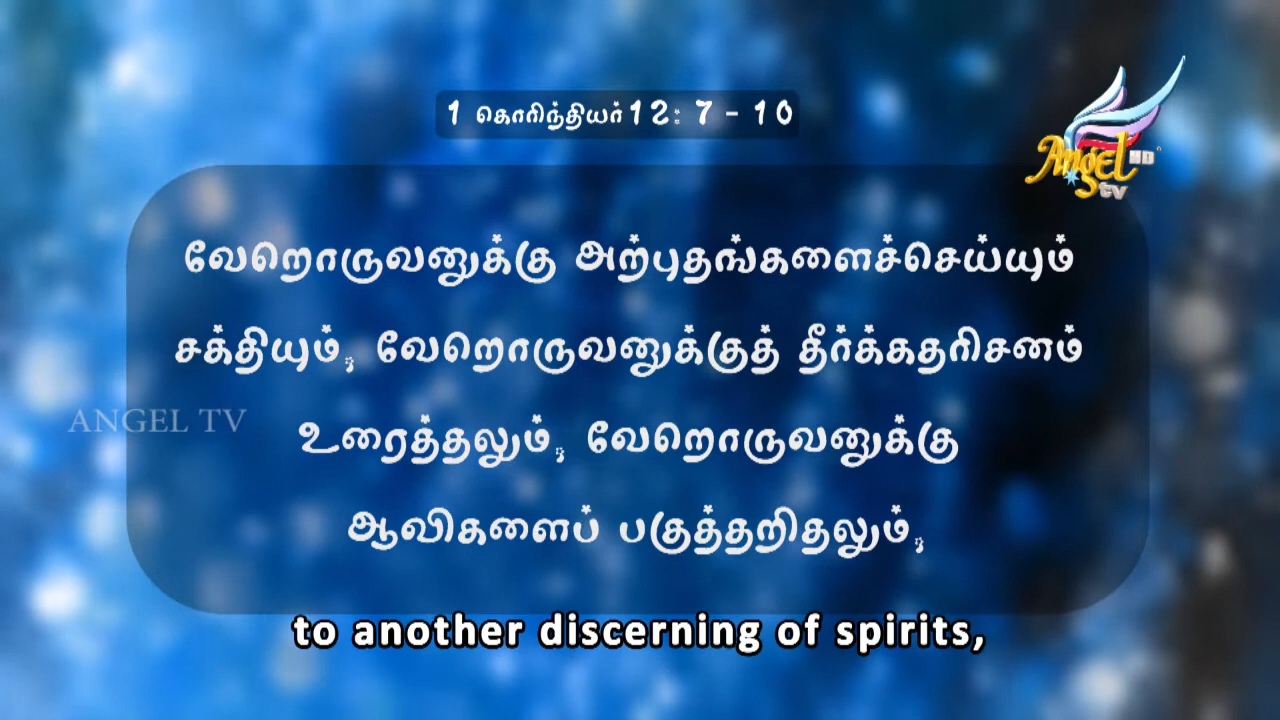 1 கொரிந்தியர் 12: 7 - 10
Angel HD
tv
வேறொருவனுக்கு அற்புதங்களைச்செய்யும்
சக்தியும், வேறொருவனுக்குத் தீர்க்கதரிசனம்
ANGEL TV
உரைத்தலும், வேறொருவனுக்கு
ஆவிகளைப் பகுத்தறிதலும்,
to another discerning of spirits,